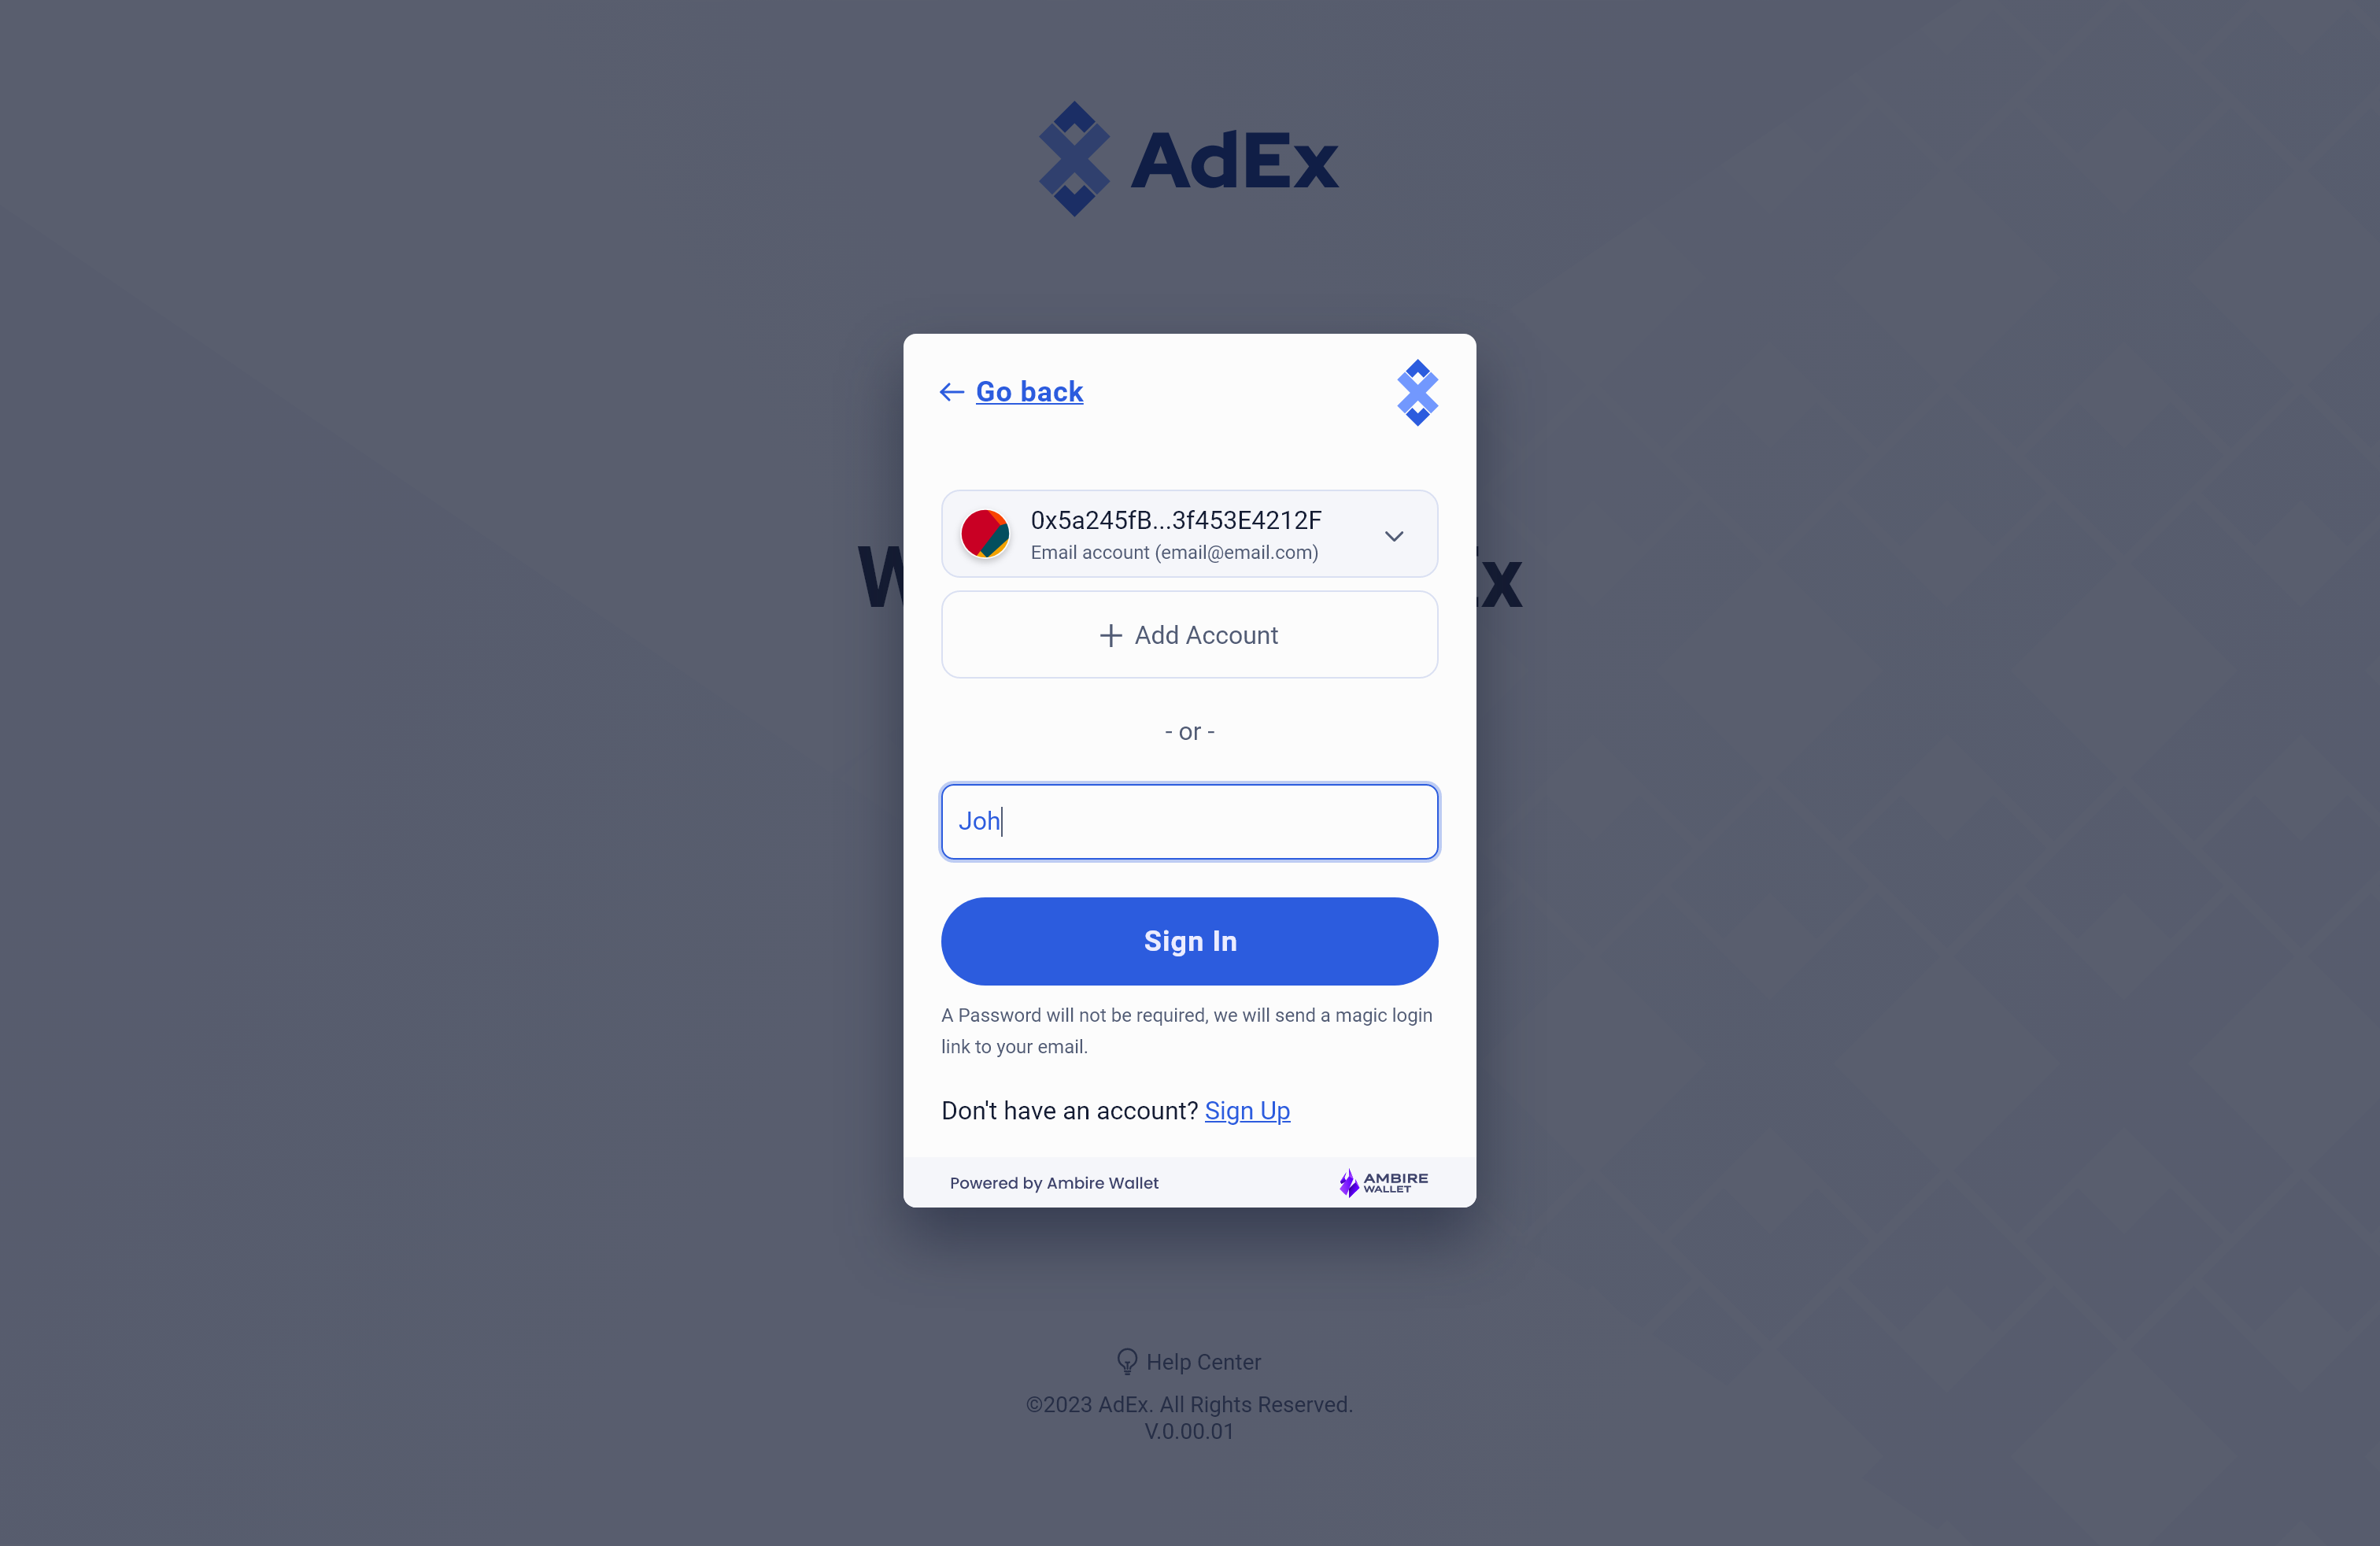 AdEx
Go back
0x5a245fB...3f453E4212F
Email account (email@email.com)
Add Account
- or -
Joh
Sign In
A Password will not be required, we will send a magic login
link to your email.
Don't have an account? Sign Up
Powered by Ambire Wallet
AMBIRE
WALLET
Help Center
©2023 AdEx. All Rights Reserved.
V.0.00.01